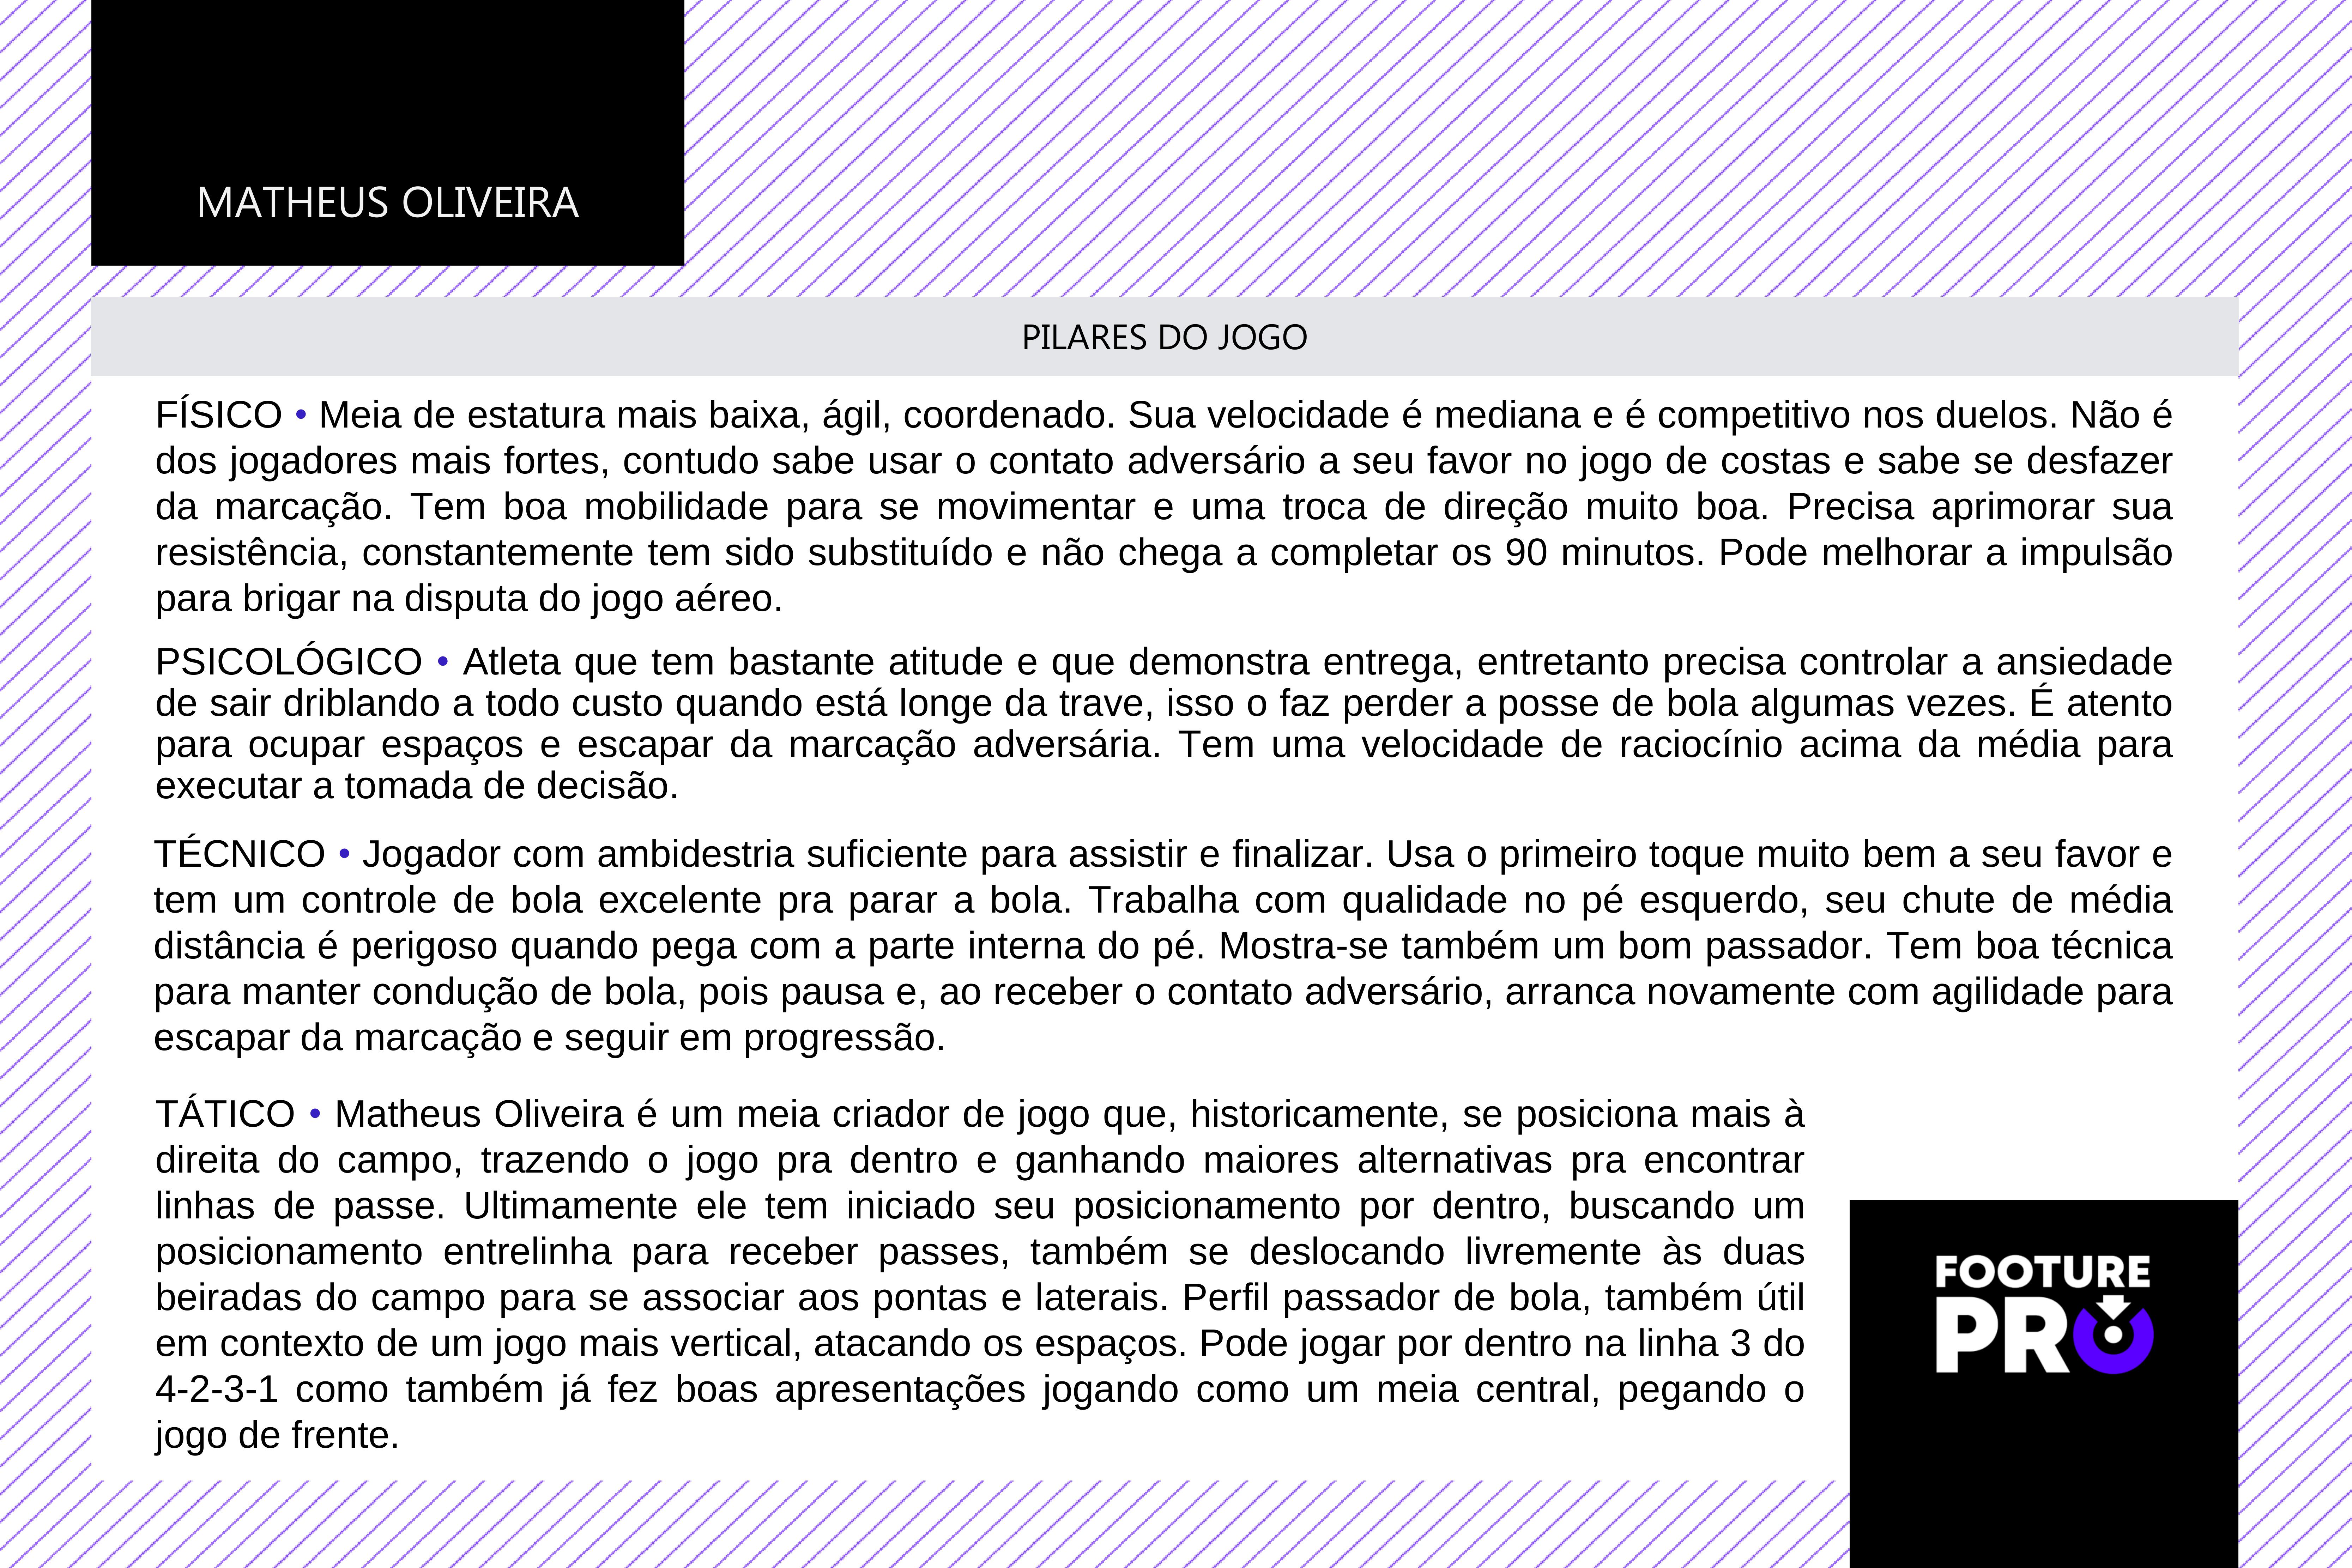 MATHEUS OLIVEIRA
PILARES DO JOGO
FÍSICO • Meia de estatura mais baixa, ágil, coordenado. Sua velocidade é mediana e é competitivo nos duelos. Não é
dos jogadores mais fortes, contudo sabe usar o contato adversário a seu favor no jogo de costas e sabe se desfazer
da marcação. Tem boa mobilidade para se movimentar e uma troca de direção muito boa. Precisa aprimorar sua
resistência, constantemente tem sido substituído e não chega a completar os 90 minutos. Pode melhorar a impulsão
para brigar na disputa do jogo aéreo.
PSICOLÓGICO • Atleta que tem bastante atitude e que demonstra entrega, entretanto precisa controlar a ansiedade
de sair driblando a todo custo quando está longe da trave, isso o faz perder a posse de bola algumas vezes. É atento
para ocupar espaços e escapar da marcação adversária. Tem uma velocidade de raciocínio acima da média para
executar a tomada de decisão.
TÉCNICO • Jogador com ambidestria suficiente para assistir e finalizar. Usa o primeiro toque muito bem a seu favor e
tem um controle de bola excelente pra parar a bola. Trabalha com qualidade no pé esquerdo, seu chute de média
distância é perigoso quando pega com a parte interna do pé. Mostra-se também um bom passador. Tem boa técnica
para manter condução de bola, pois pausa e, ao receber o contato adversário, arranca novamente com agilidade para
escapar da marcação e seguir em progressão.
TÁTICO • Matheus Oliveira é um meia criador de jogo que, historicamente, se posiciona mais à
direita do campo, trazendo o jogo pra dentro e ganhando maiores alternativas pra encontrar
linhas de passe. Ultimamente ele tem iniciado seu posicionamento por dentro, buscando um
posicionamento entrelinha para receber passes, também se deslocando livremente às duas
beiradas do campo para se associar aos pontas e laterais. Perfil passador de bola, também útil
em contexto de um jogo mais vertical, atacando os espaços. Pode jogar por dentro na linha 3 do
4-2-3-1 como também já fez boas apresentações jogando como um meia central, pegando o
jogo de frente.
FOOTURE
PRO